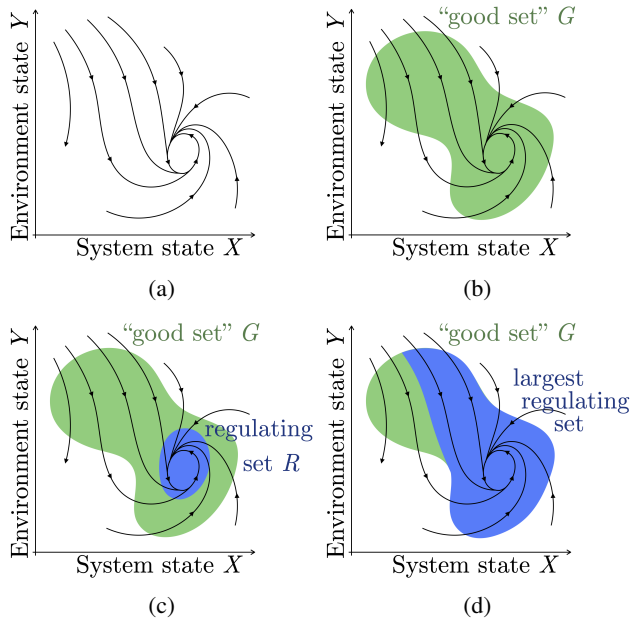 Environment state Y
System state X
(a)
“good set” G
Environment state Y
System state X
(b)
“good set” G
Environment state Y
regulating
set R
System state X
(c)
“good set” G
Environment state Y
largest
regulating
set
System state X
(d)